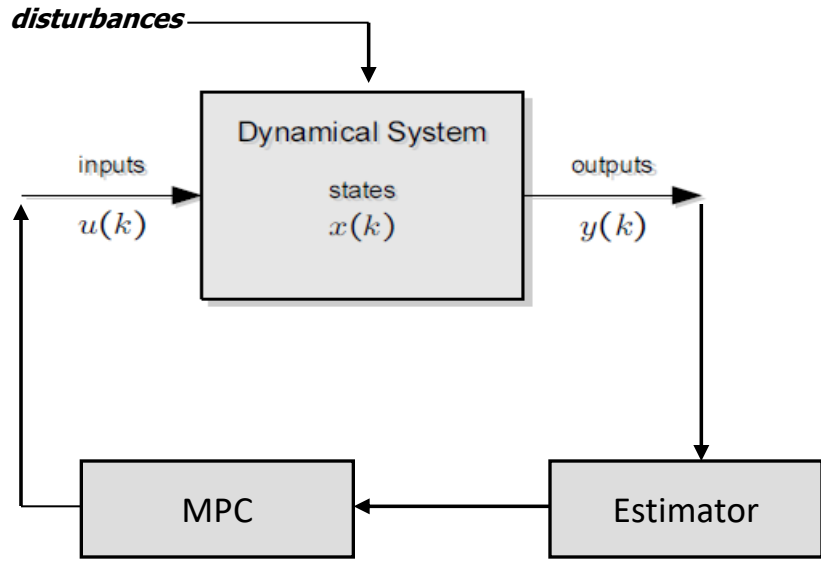 disturbances
Dynamical System
inputs
states
outputs
u(k)
x(k)
y(k)
MPC
Estimator